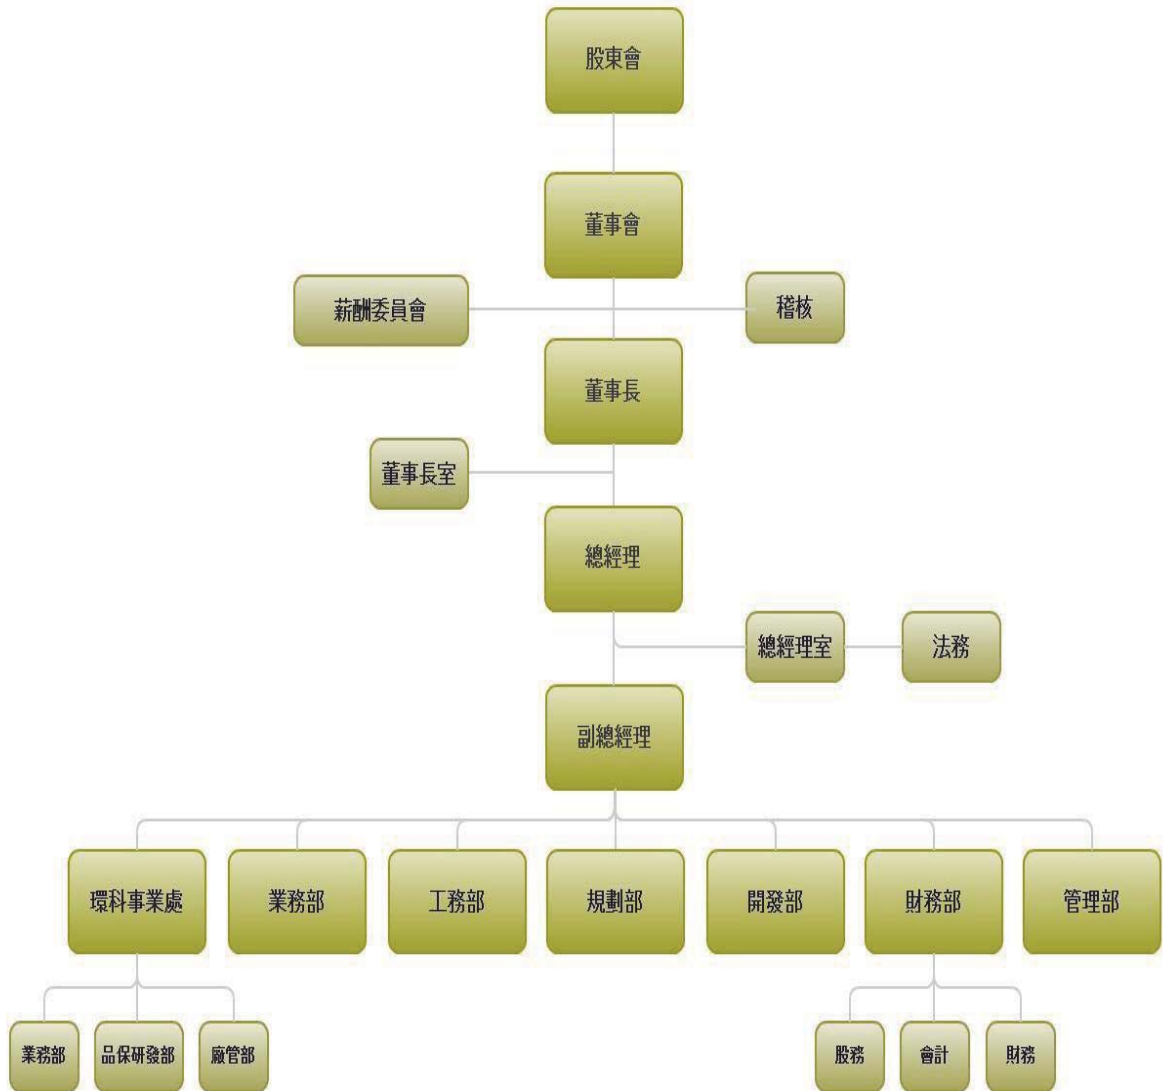 股東會
董事會
薪酬委員會
稽核
董事長
董事長室
總經理
總經理室
法務
副總經理
環科事業處
業務部
工務部
規劃部
開發部
財務部
管理部
業務部
品保研發部
廠管部
股務
會計
財務